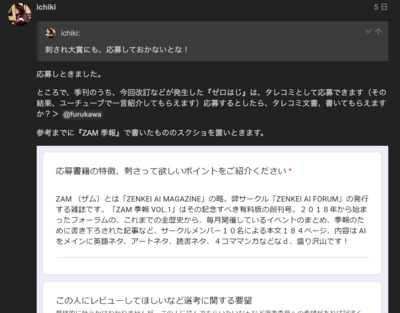 ichiki
5 日
ichiki:
刺され大賞にも、応募しておかないとな！
応募しときました。
ところで、季刊のうち、今回改訂などが発生した『ゼロはじ』は、タレコミとして応募できます（その
結果、ユーチューブで一言紹介してもらえます）応募するとしたら、タレコミ文書、書いてもらえます
か？＞ @furukawa
参考までに『ZAM 季報』で書いたもののスクショを置いときます。
応募書籍の特徴、刺さって欲しいポイントをご紹介ください *
ZAM （ザム）とは「ZENKEI AI MAGAZINE」の略。弊サークル「ZENKEI AI FORUM」の発行
する雑誌です。「ZAM 季報 VOL.1」はその記念すべき有料版の創刊号。２０１８年から始ま
ったフォーラムの、これまでの全歴史から、毎月開催しているイベントのまとめ、季報のた
めに書き下ろされた記事など、サークルメンバー１０名による本文１８４ページ、内容は AI
をメインに英語ネタ、アートネタ、読書ネタ、４コママンガなどなd、盛り沢山です！
この人にレビューしてほしいなど選考に関する要望